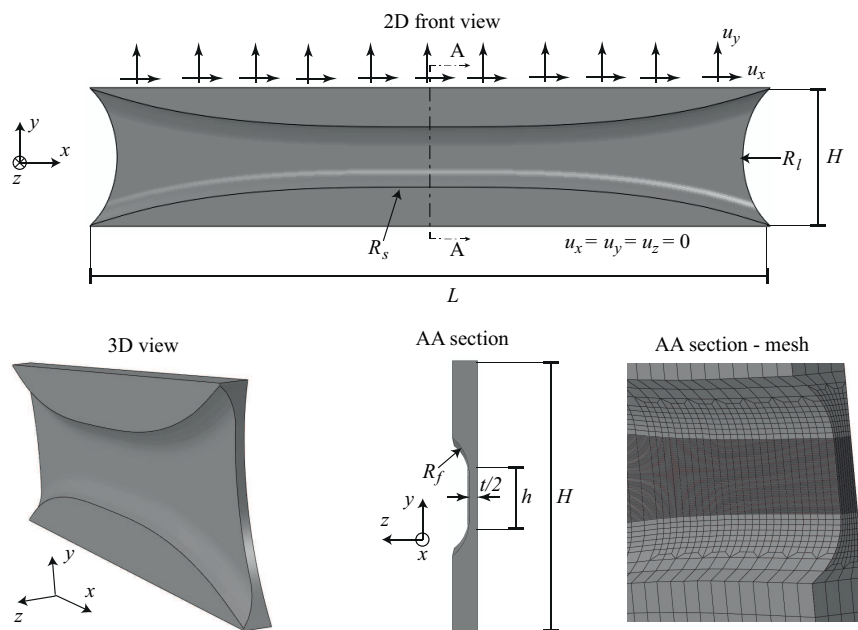 2D front view
A
u_y
u_x
y
x
z
R_l
H
R_s
A
u_x = u_y = u_z = 0
L
3D view
AA section
AA section - mesh
R_f
t/2
h
H
y
z
x
y
x
z